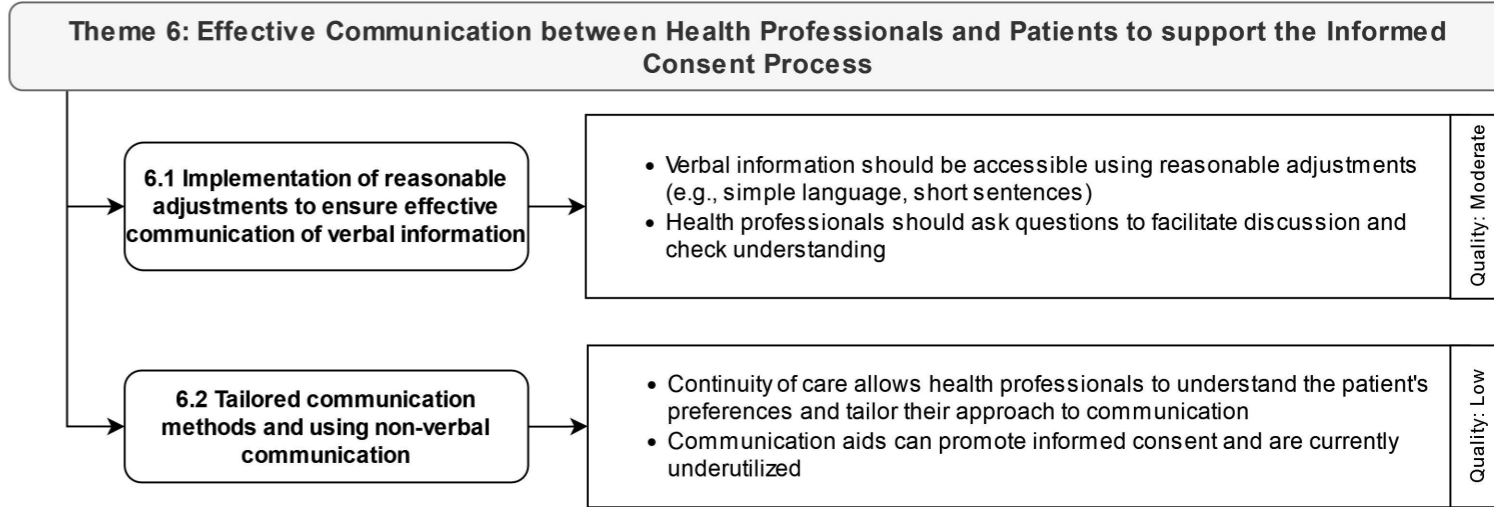 Theme 6: Effective Communication between Health Professionals and Patients to support the Informed
Consent Process
6.1 Implementation of reasonable
adjustments to ensure effective
communication of verbal information
• Verbal information should be accessible using reasonable adjustments
(e.g., simple language, short sentences)
• Health professionals should ask questions to facilitate discussion and
check understanding
Quality: Moderate
6.2 Tailored communication
methods and using non-verbal
communication
• Continuity of care allows health professionals to understand the patient's
preferences and tailor their approach to communication
• Communication aids can promote informed consent and are currently
underutilized
Quality: Low